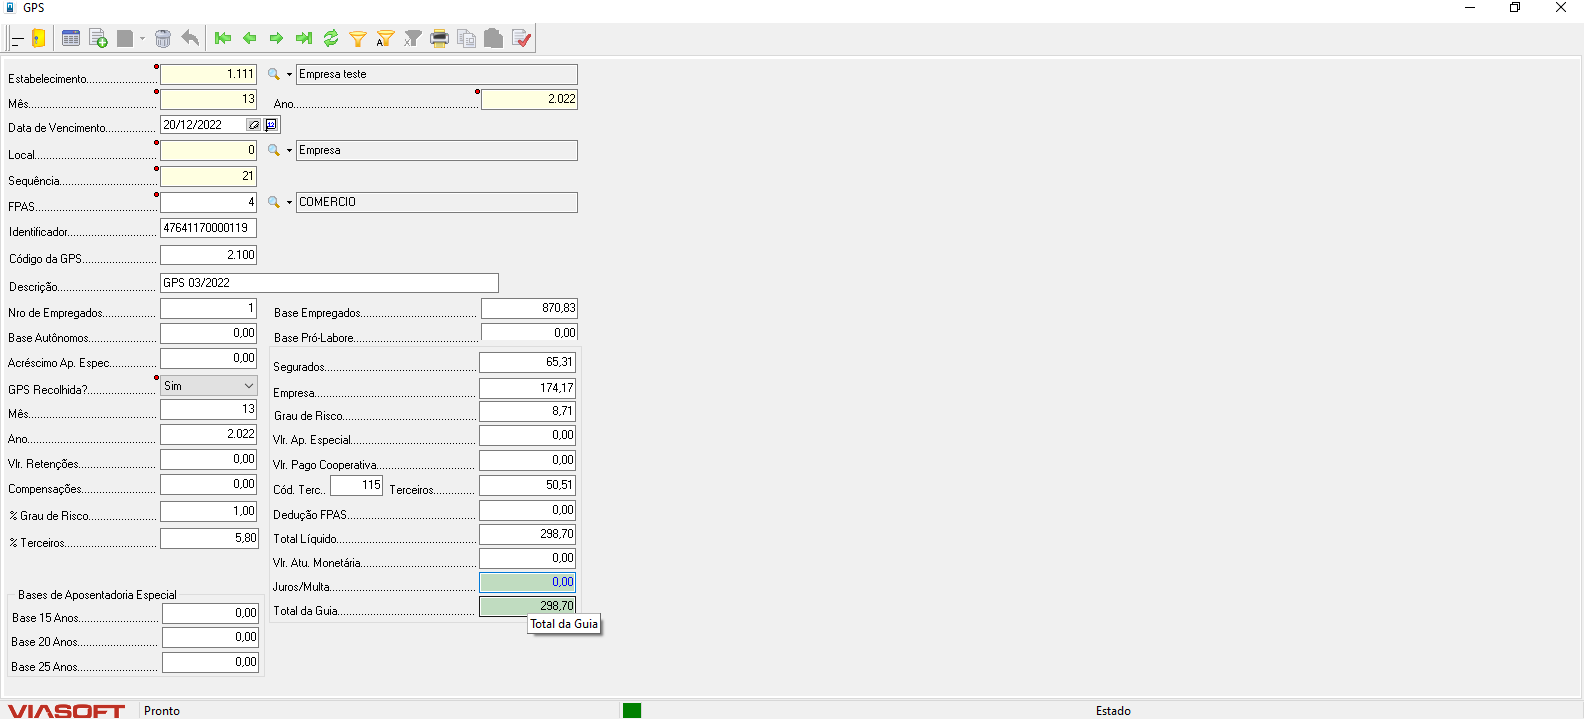 GPS
Estabelecimento 1.111 Empresa teste
Mês 13 Ano 2.022
Data de Vencimento 20/12/2022
Local 0 Empresa
Sequência 21
FPAS 4 COMERCIO
Identificador 47641170000119
Código da GPS 2.100
Descrição GPS 03/2022
Nro de Empregados 1 Base Empregados 870,83
Base Autônomos 0,00 Base Pró-Labore 0,00
Acréscimo Ap. Espec 0,00 Segurados 65,31
GPS Recolhida? Sim Empresa 174,17
Mês 13 Grau de Risco 8,71
Ano 2.022 Vlr. Ap. Especial 0,00
Vlr. Retenções 0,00 Vlr. Pago Cooperativa 0,00
Compensações 0,00 Cód. Terc.. 115 Terceiros 50,51
% Grau de Risco 1,00 Dedução FPAS 0,00
% Terceiros 5,80 Total Líquido 298,70
Vlr. Atu. Monetária 0,00
Juros/Multa 0,00
Bases de Aposentadoria Especial
Total da Guia 298,70
Base 15 Anos 0,00
Total da Guia
Base 20 Anos 0,00
Base 25 Anos 0,00
VIASOFT Pronto Estado